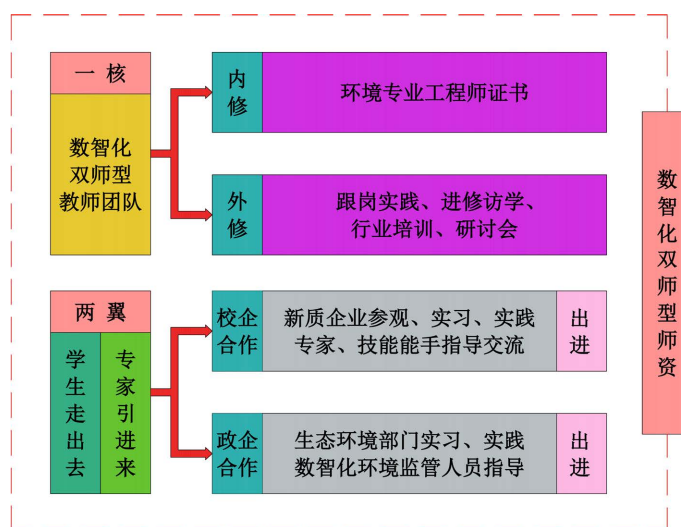 一 核
数智化
双师型
教师团队
内修
环境专业工程师证书
外修
跟岗实践、进修访学、
行业培训、研讨会
两 翼
学生走出去
专家引进来
校企
合作
新质企业参观、实习、实践
专家、技能能手指导交流
出
进
政企
合作
生态环境部门实习、实践
数智化环境监管人员指导
出
进
数智化双师型师资